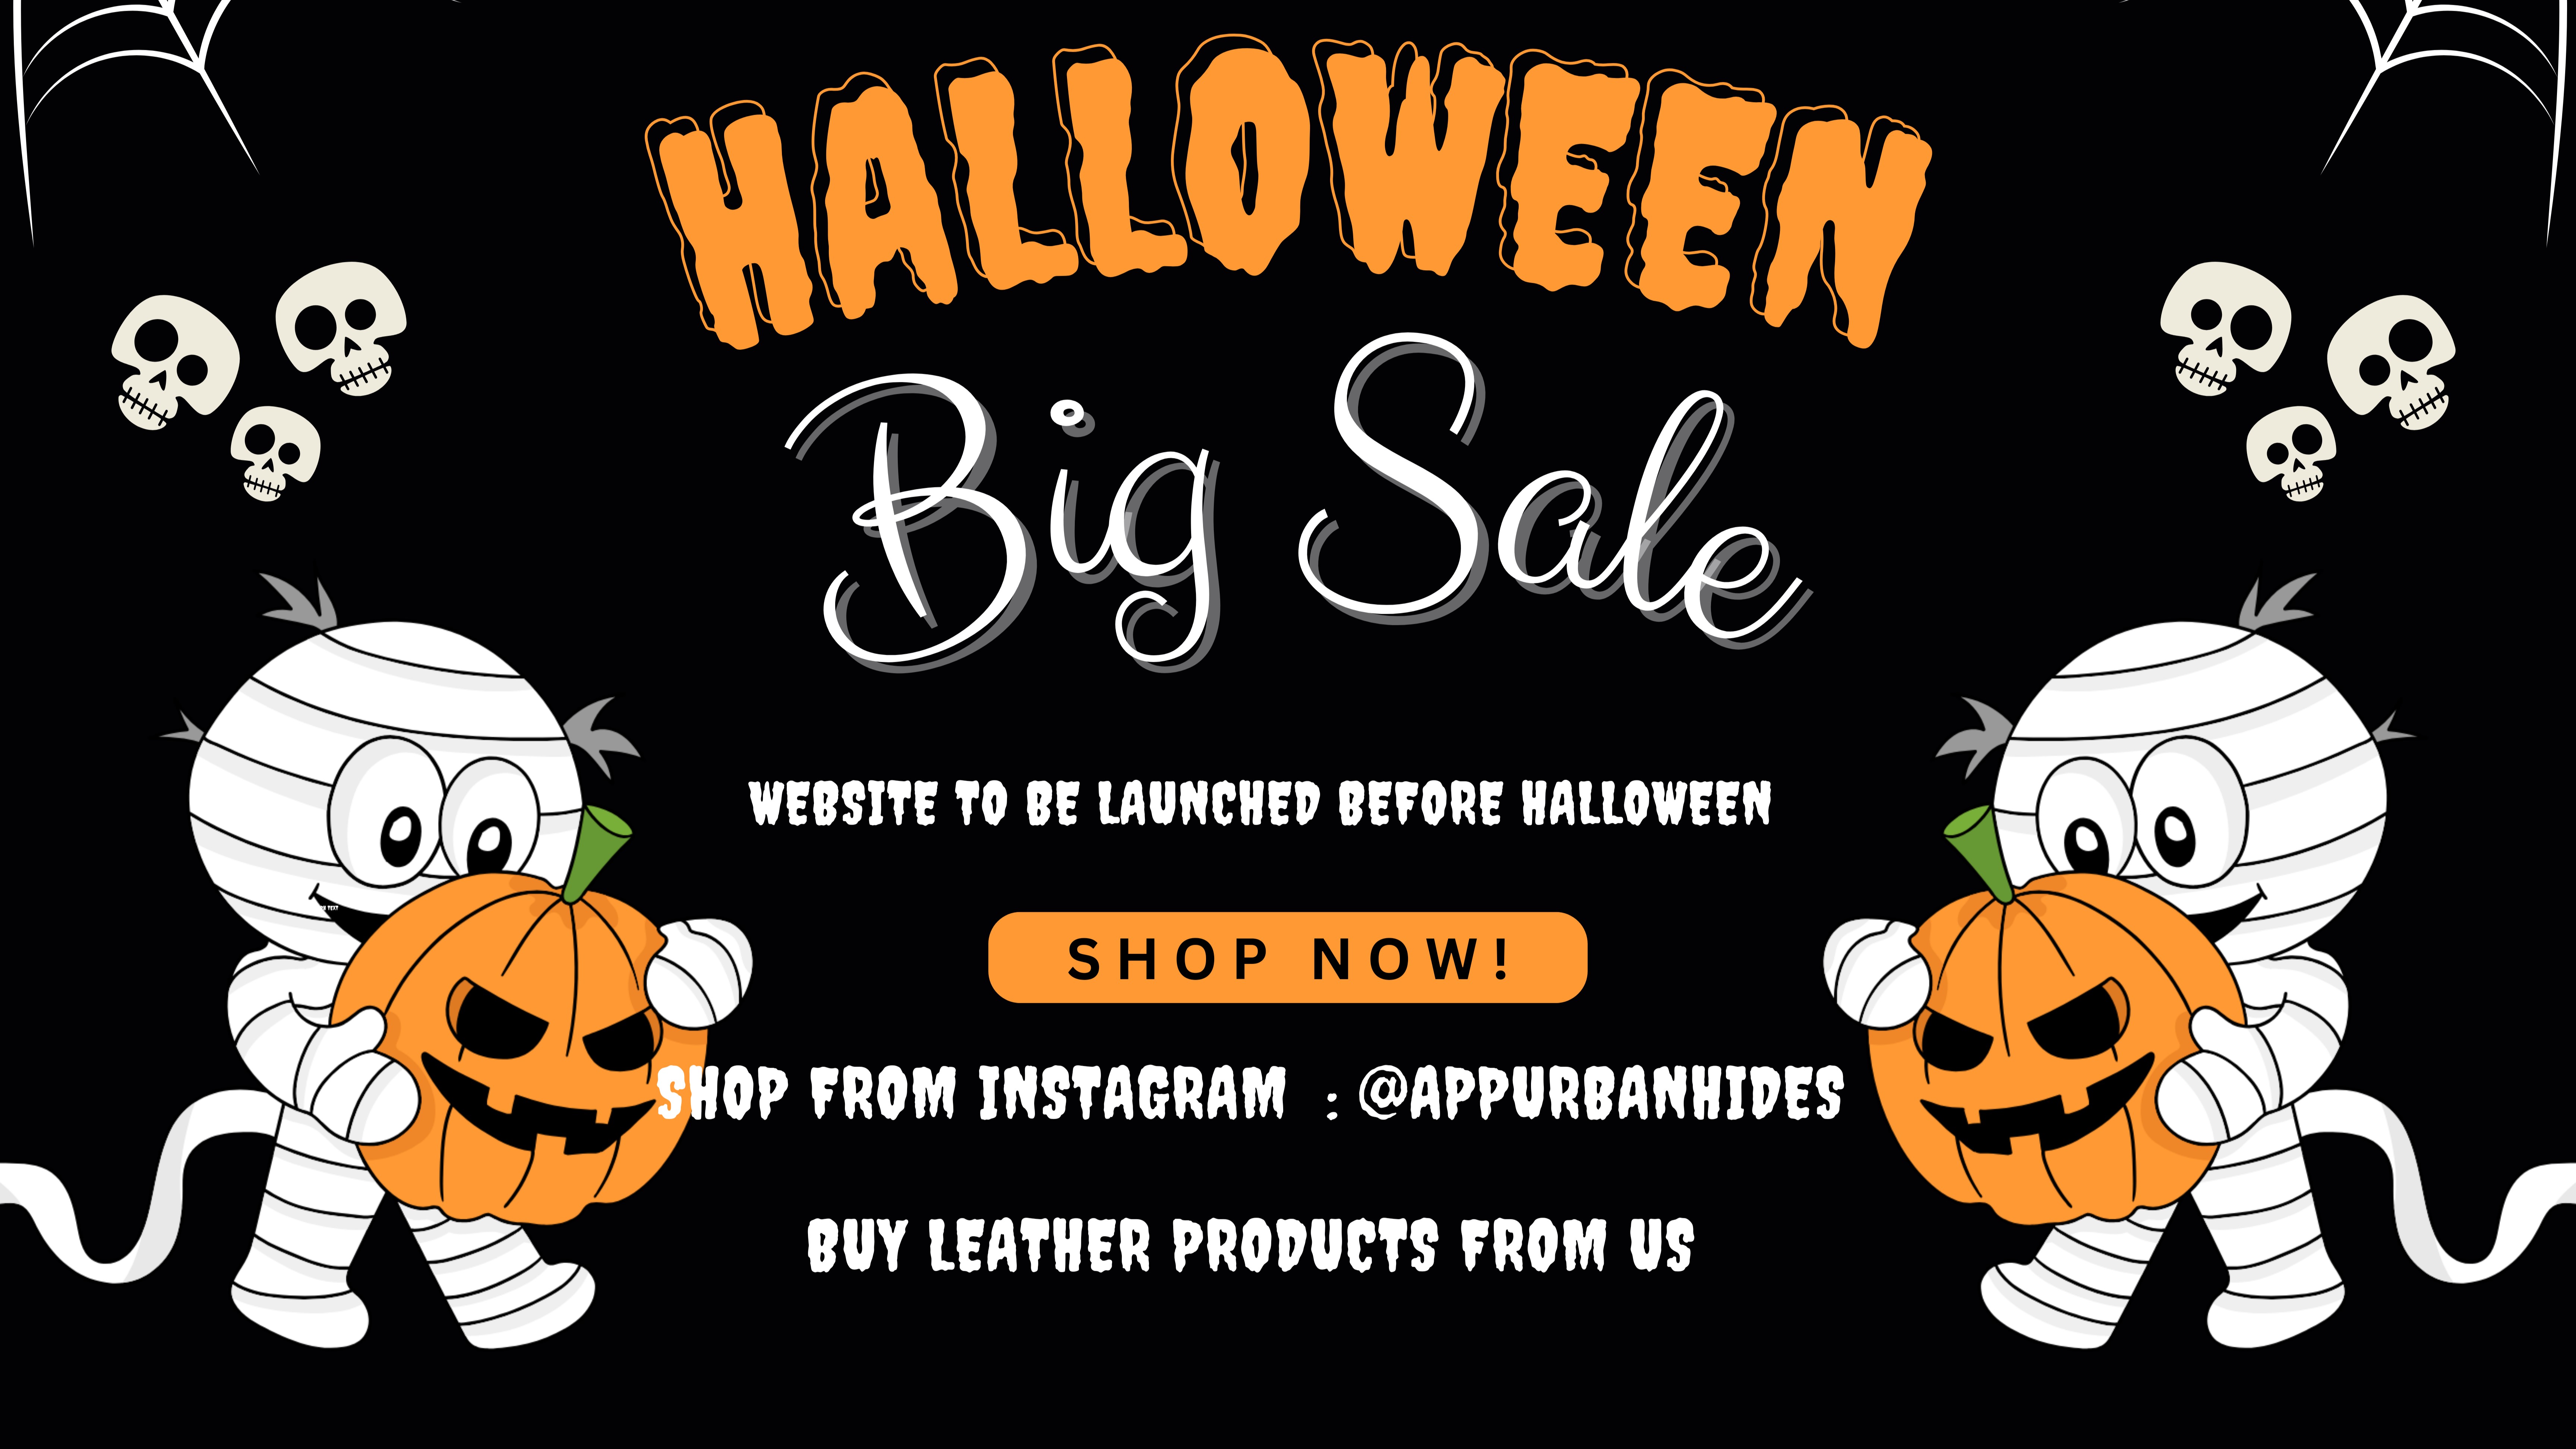 HALLOWEEN
Big Sale
WEBSITE TO BE LAUNCHED BEFORE HALLOWEEN
SHOP NOW!
SHOP FROM INSTAGRAM : @APPURBANHIDES
BUY LEATHER PRODUCTS FROM US